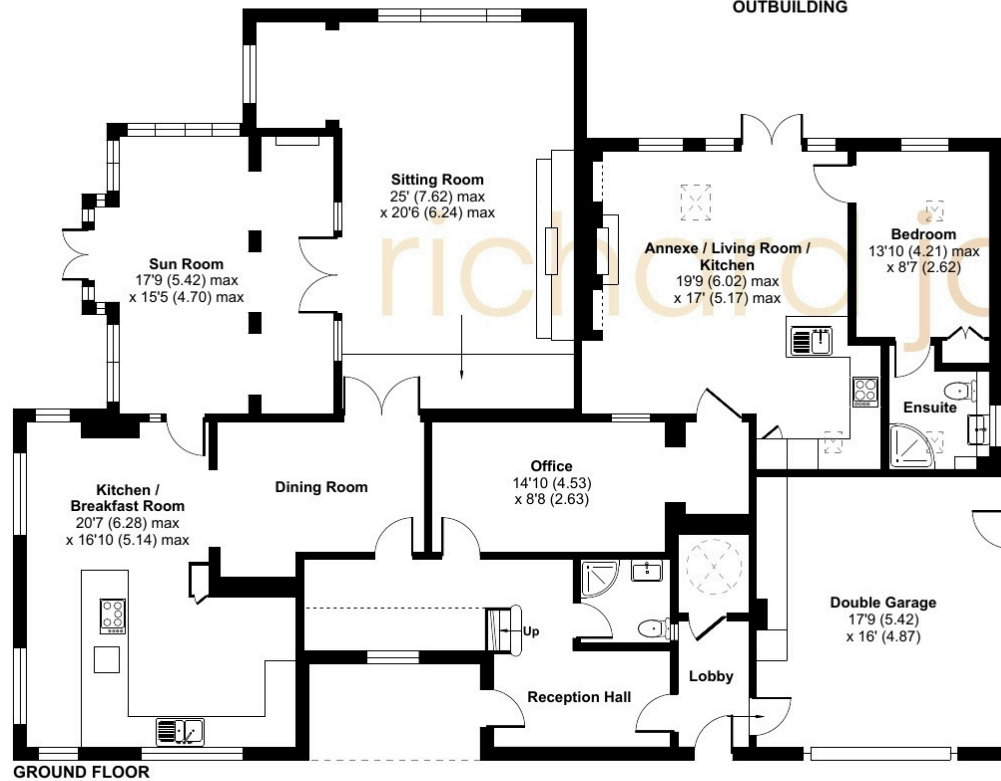 OUTBUILDING
Sitting Room
25' (7.62) max
x 20'6 (6.24) max
Sun Room
17'9 (5.42) max
x 15'5 (4.70) max
Annexe / Living Room /
Kitchen
19'9 (6.02) max
x 17' (5.17) max
Bedroom
13'10 (4.21) max
x 8'7 (2.62)
richard ja
Ensuite
Kitchen /
Breakfast Room
20'7 (6.28) max
x 16'10 (5.14) max
Dining Room
Office
14'10 (4.53)
x 8'8 (2.63)
Double Garage
17'9 (5.42)
x 16' (4.87)
Up
Lobby
Reception Hall
GROUND FLOOR